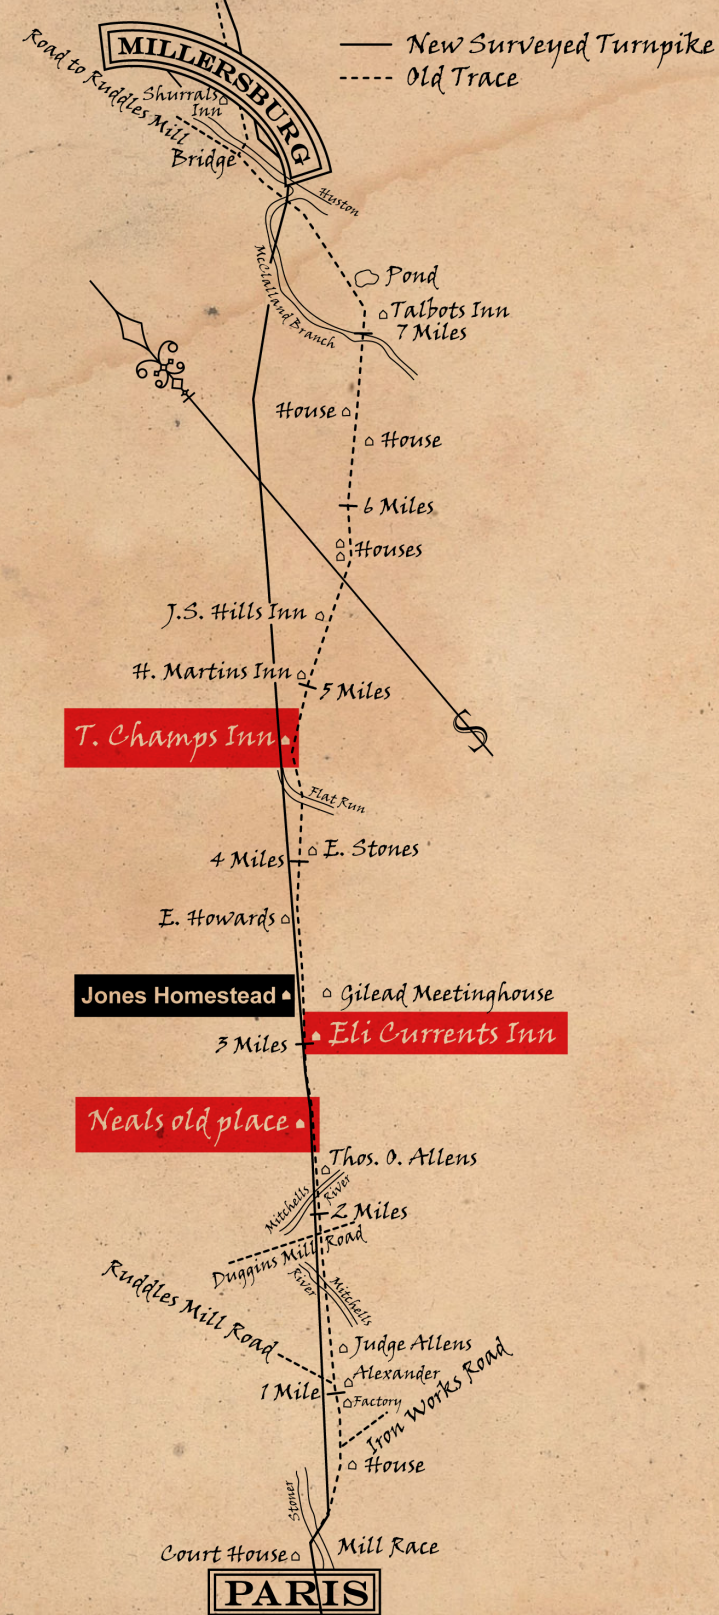 New Surveyed Turnpike
Old Trace
MILLERSBURG
Road to Ruddles Mill
Shurrals
Inn
Bridge
Huston
McClalland Branch
Pond
Talbots Inn
7 Miles
House
House
6 Miles
Houses
J.S. Hills Inn
H. Martins Inn
5 Miles
S
T. Champs Inn
Flat Run
E. Stones
4 Miles
E. Howards
Jones Homestead
Gilead Meetinghouse
Eli Currents Inn
3 Miles
Neals old place
Thos. O. Allens
Mitchells River
2 Miles
Duggins Mill Road
Mitchells
River
Ruddles Mill Road
Judge Allens
Alexander
1 Mile
Factory
Iron Works Road
House
Stoner
Mill Race
Court House
PARIS